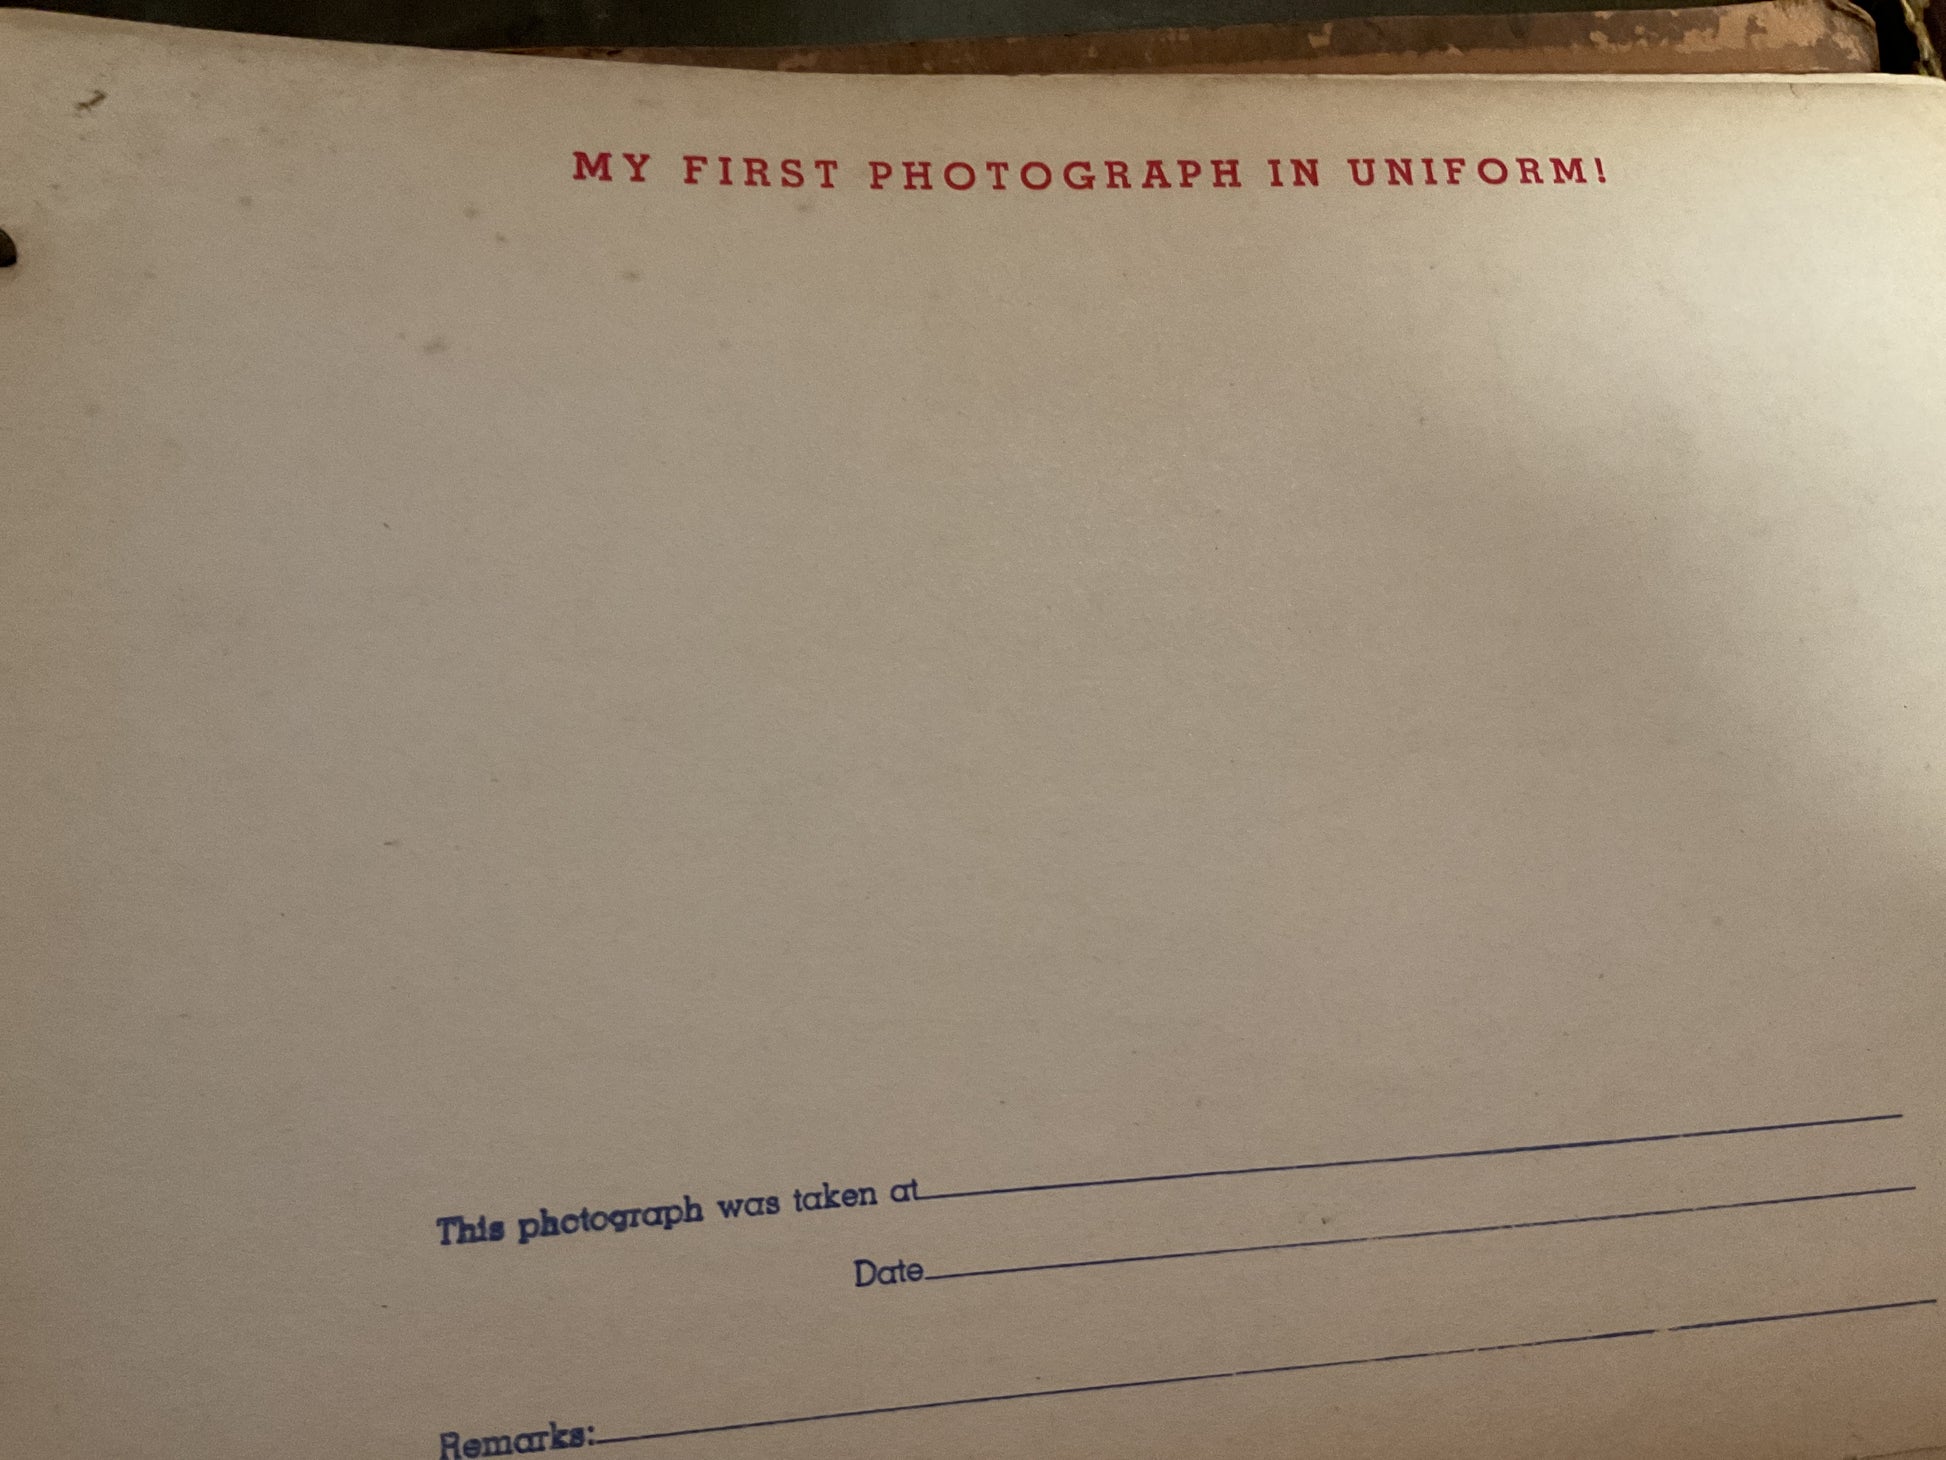 MY FIRST PHOTOGRAPH IN UNIFORM!
This photograph was taken at
Date
Remarks: